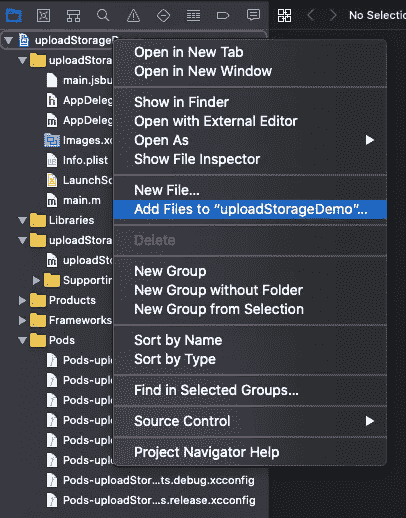 No Selectio
uploadStorageD
uploadStora
main.jsbu
AppDeleg
AppDeleg
Images.xc
Info.plist
LaunchSc
main.m
Libraries
uploadStora
uploadSto
Supportin
Products
Frameworks
Pods
Pods-uplo
Pods-uplo
Pods-uplo
Pods-uplo
Pods-uplo
Pods-uplo
Pods-uploadStor...ts.debug.xcconfig
Pods-uploadStor...s.release.xcconfig
Open in New Tab
Open in New Window
Show in Finder
Open with External Editor
Open As
Show File Inspector
New File...
Add Files to “uploadStorageDemo”...
Delete
New Group
New Group without Folder
New Group from Selection
Sort by Name
Sort by Type
Find in Selected Groups...
Source Control
Project Navigator Help